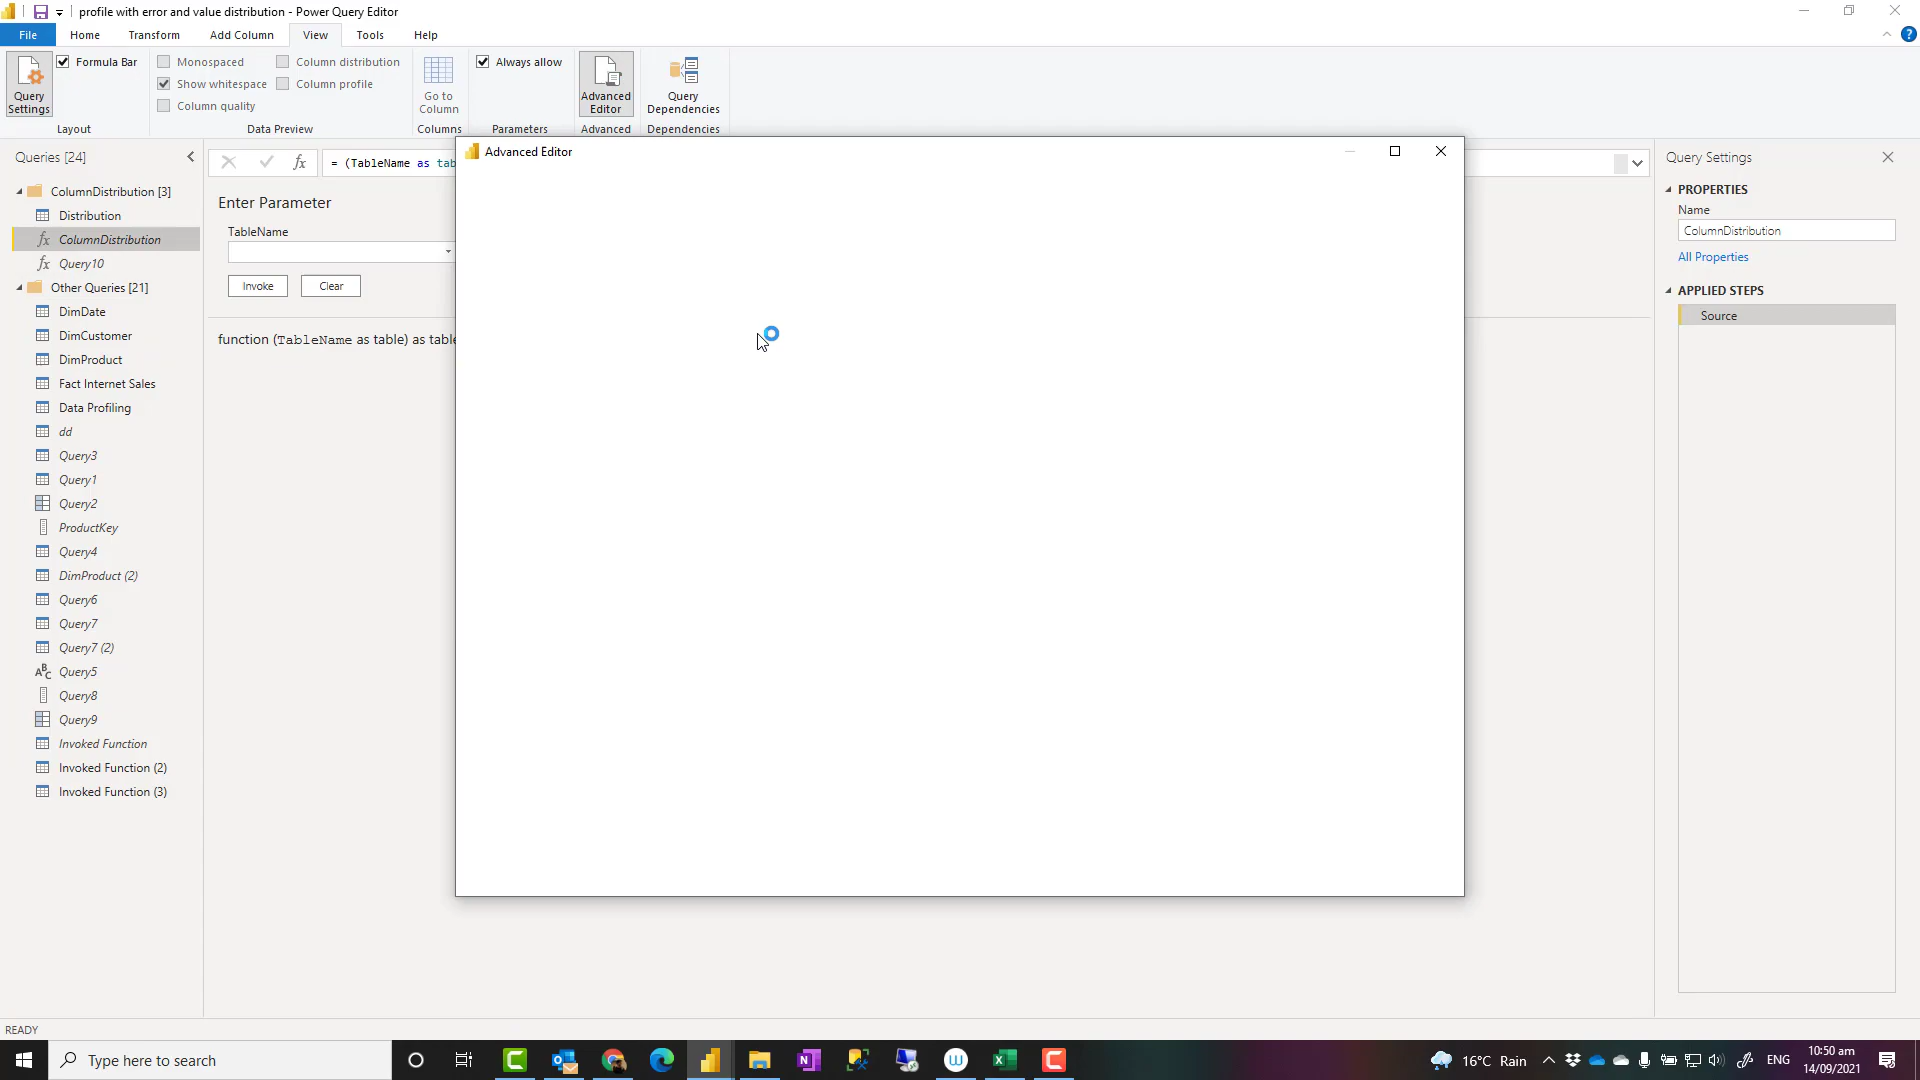 profile with error and value distribution - Power Query Editor
File Home Transform Add Column View Tools Help
Query Settings
Formula Bar
Monospaced
Show whitespace
Column quality
Column distribution
Column profile
Go to Column
Always allow
Advanced Editor
Query Dependencies
Layout Data Preview Columns Parameters Advanced Dependencies
Queries [24]
ColumnDistribution [3]
Distribution
ColumnDistribution
Query10
Other Queries [21]
DimDate
DimCustomer
DimProduct
Fact Internet Sales
Data Profiling
dd
Query3
Query1
Query2
ProductKey
Query4
DimProduct (2)
Query6
Query7
Query7 (2)
Query5
Query8
Query9
Invoked Function
Invoked Function (2)
Invoked Function (3)
fx = (TableName as tab
Enter Parameter
TableName
Invoke Clear
function (TableName as table) as table
Advanced Editor
Query Settings
PROPERTIES
Name
ColumnDistribution
All Properties
APPLIED STEPS
Source
READY
Type here to search
16°C Rain
ENG
10:50 am
14/09/2021